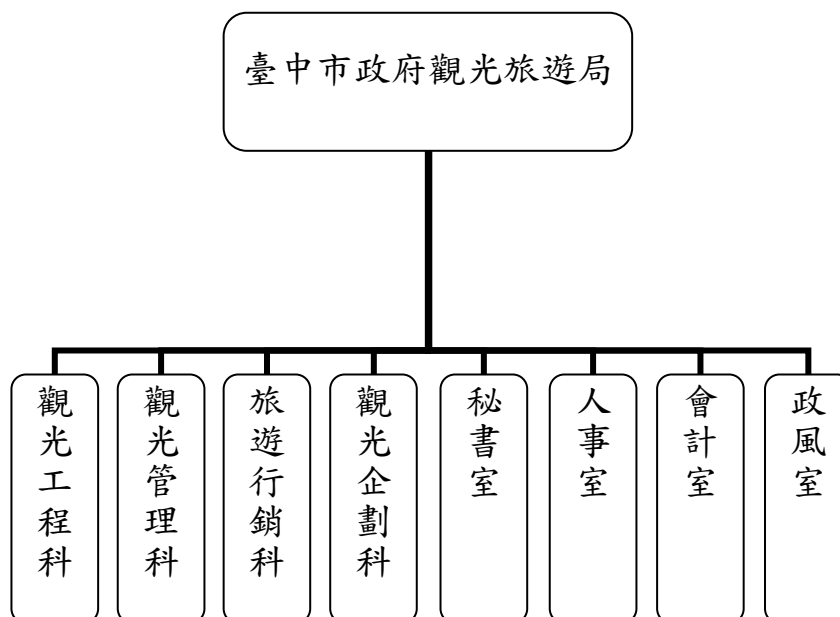 臺中市政府觀光旅遊局
觀光工程科
觀光管理科
旅遊行銷科
觀光企劃科
秘書室
人事室
會計室
政風室